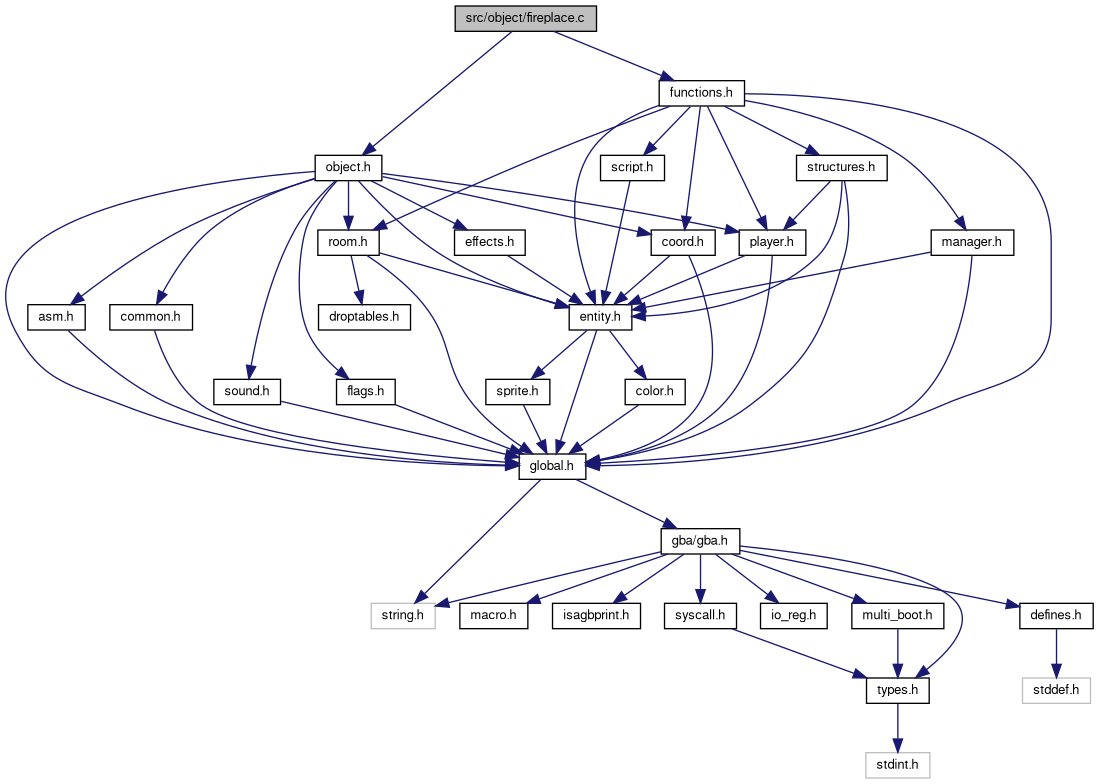 src/object/fireplace.c
functions.h
object.h
script.h
structures.h
room.h
effects.h
coord.h
player.h
manager.h
asm.h
common.h
droptables.h
entity.h
sound.h
flags.h
sprite.h
color.h
global.h
gba/gba.h
string.h
macro.h
isagbprint.h
syscall.h
io_reg.h
multi_boot.h
defines.h
types.h
stddef.h
stdint.h